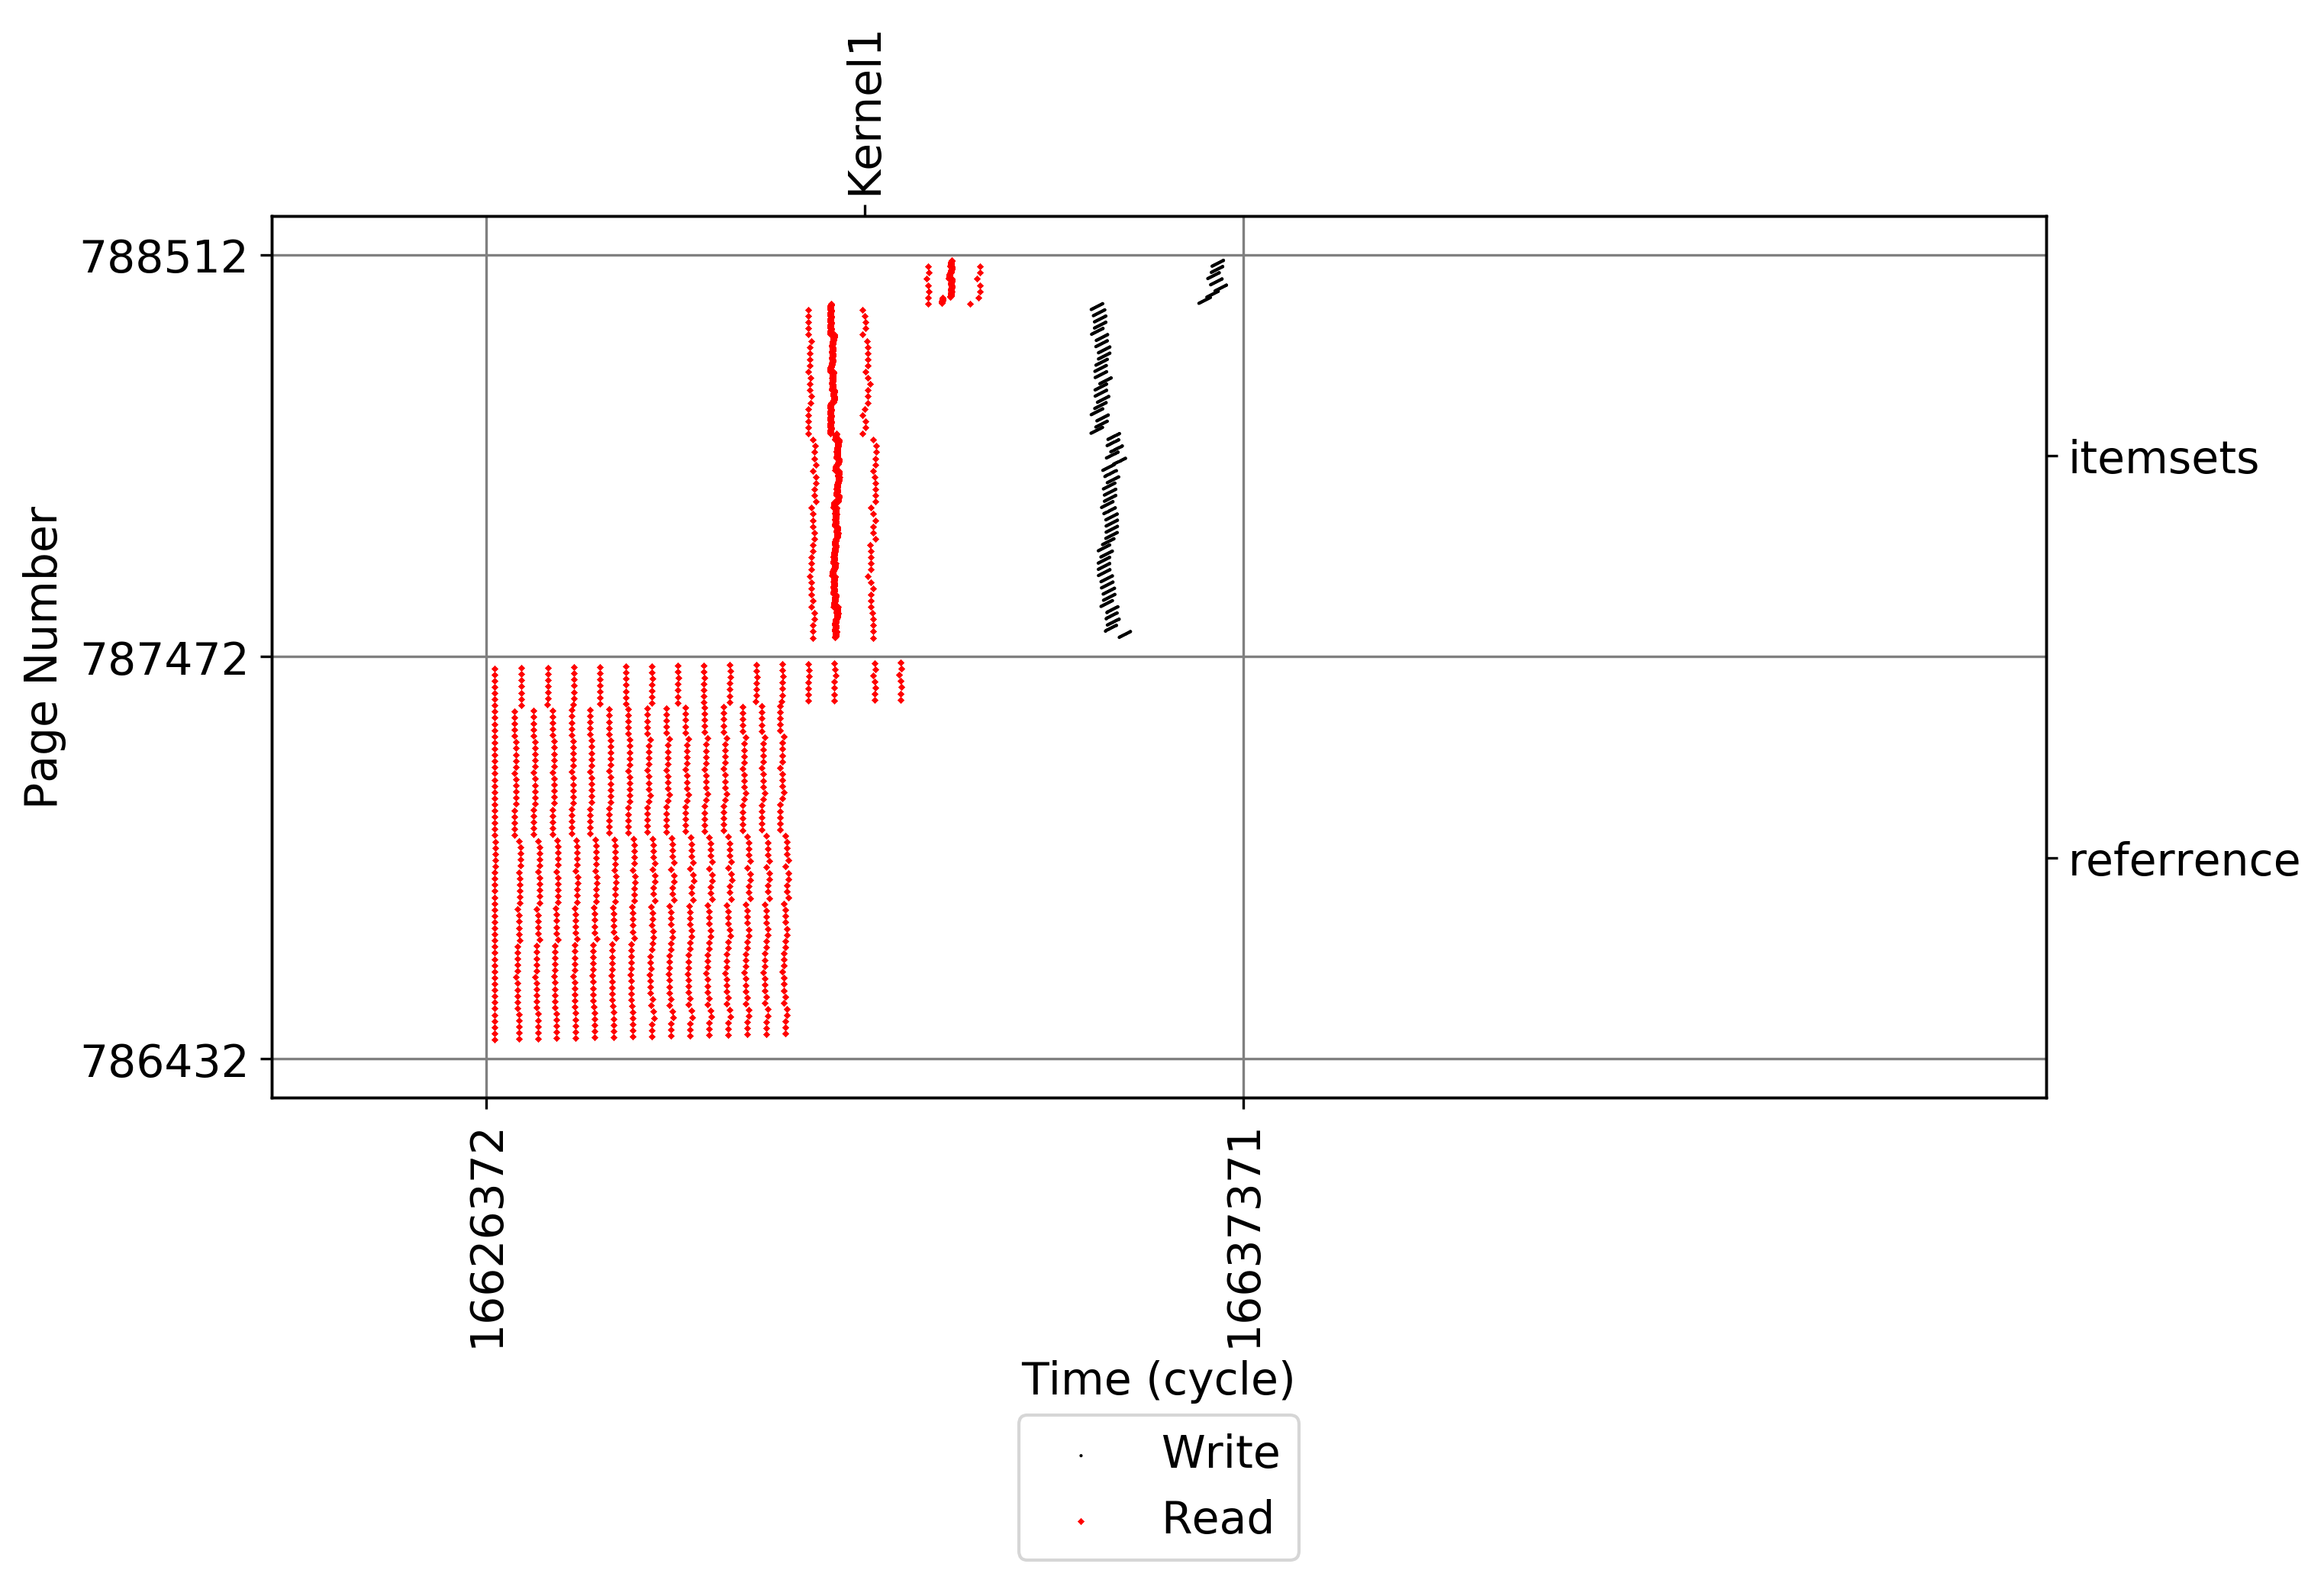 Kernel1
788512
787472
786432
Page Number
itemsets
referrence
16626372
16637371
Time (cycle)
Write
Read